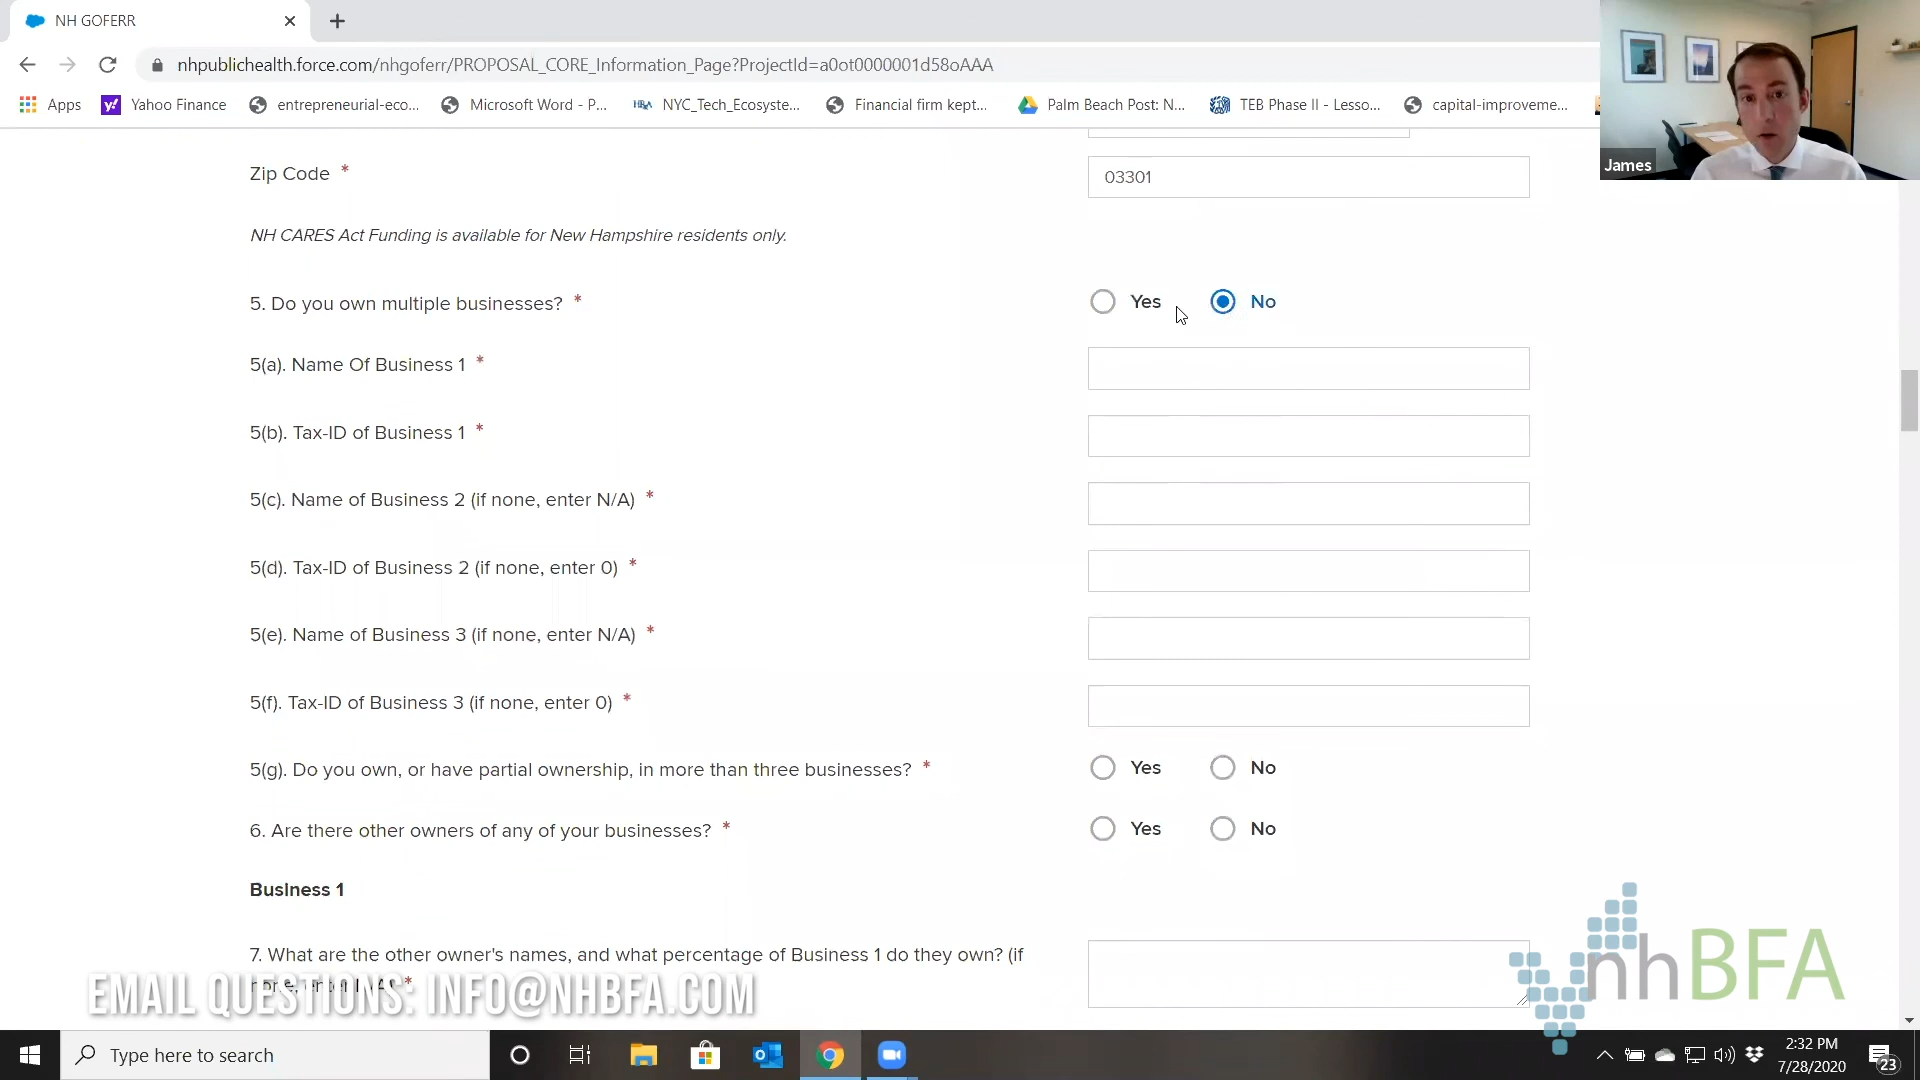 NH GOFERR
nhpublichealth.force.com/nhgoferr/PROPOSAL_CORE_Information_Page?ProjectId=a0ot0000001d58oAAA
Apps Yahoo Finance entrepreneurial-eco... Microsoft Word - P... NYC_Tech_Ecosyste... Financial firm kept... Palm Beach Post: N... TEB Phase II - Lesso... capital-improveme...
James
Zip Code *
03301
NH CARES Act Funding is available for New Hampshire residents only.
5. Do you own multiple businesses? * Yes No
5(a). Name Of Business 1 *
5(b). Tax-ID of Business 1 *
5(c). Name of Business 2 (if none, enter N/A) *
5(d). Tax-ID of Business 2 (if none, enter 0) *
5(e). Name of Business 3 (if none, enter N/A) *
5(f). Tax-ID of Business 3 (if none, enter 0) *
5(g). Do you own, or have partial ownership, in more than three businesses? * Yes No
6. Are there other owners of any of your businesses? * Yes No
Business 1
7. What are the other owner's names, and what percentage of Business 1 do they own? (if
none, enter N/A) *
EMAIL QUESTIONS: INFO@NHBFA.COM
nhBFA
Type here to search
2:32 PM
7/28/2020
23